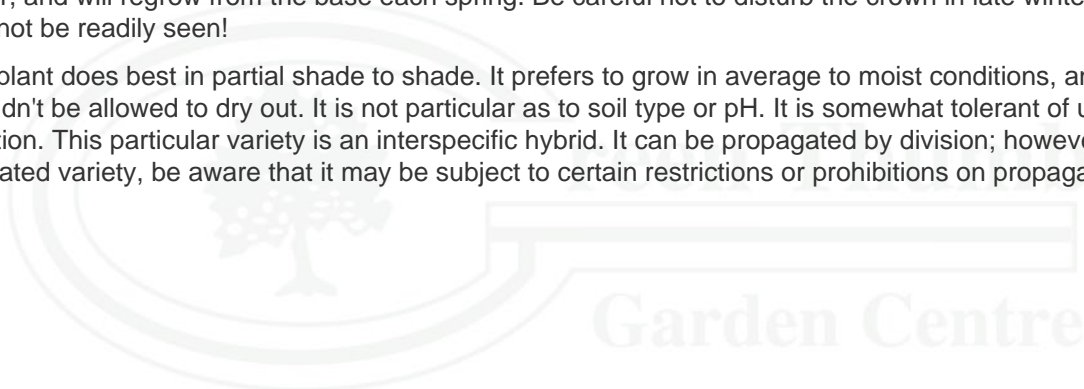 r, and will regrow from the base each spring. Be careful not to disturb the crown in late winter
not be readily seen!
plant does best in partial shade to shade. It prefers to grow in average to moist conditions, an
ldn't be allowed to dry out. It is not particular as to soil type or pH. It is somewhat tolerant of u
tion. This particular variety is an interspecific hybrid. It can be propagated by division; howeve
ated variety, be aware that it may be subject to certain restrictions or prohibitions on propaga
Garden Centre